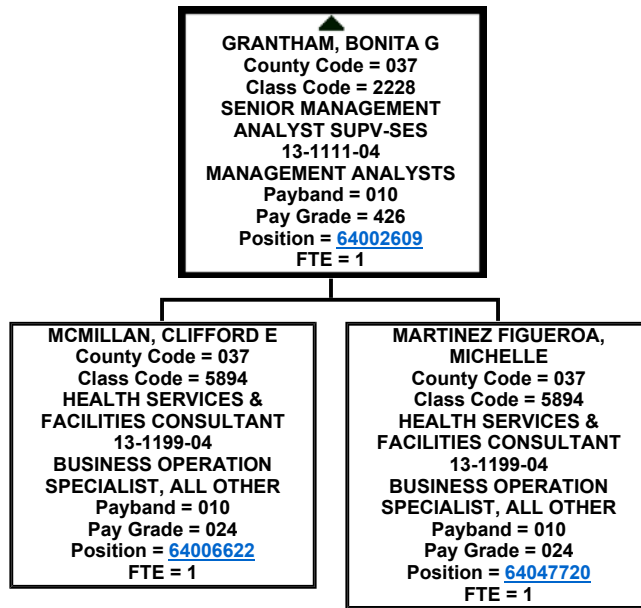 GRANTHAM, BONITA G
County Code = 037
Class Code = 2228
SENIOR MANAGEMENT
ANALYST SUPV-SES
13-1111-04
MANAGEMENT ANALYSTS
Payband = 010
Pay Grade = 426
Position = 64002609
FTE = 1
MCMILLAN, CLIFFORD E
County Code = 037
Class Code = 5894
HEALTH SERVICES &
FACILITIES CONSULTANT
13-1199-04
BUSINESS OPERATION
SPECIALIST, ALL OTHER
Payband = 010
Pay Grade = 024
Position = 64006622
FTE = 1
MARTINEZ FIGUEROA,
MICHELLE
County Code = 037
Class Code = 5894
HEALTH SERVICES &
FACILITIES CONSULTANT
13-1199-04
BUSINESS OPERATION
SPECIALIST, ALL OTHER
Payband = 010
Pay Grade = 024
Position = 64047720
FTE = 1